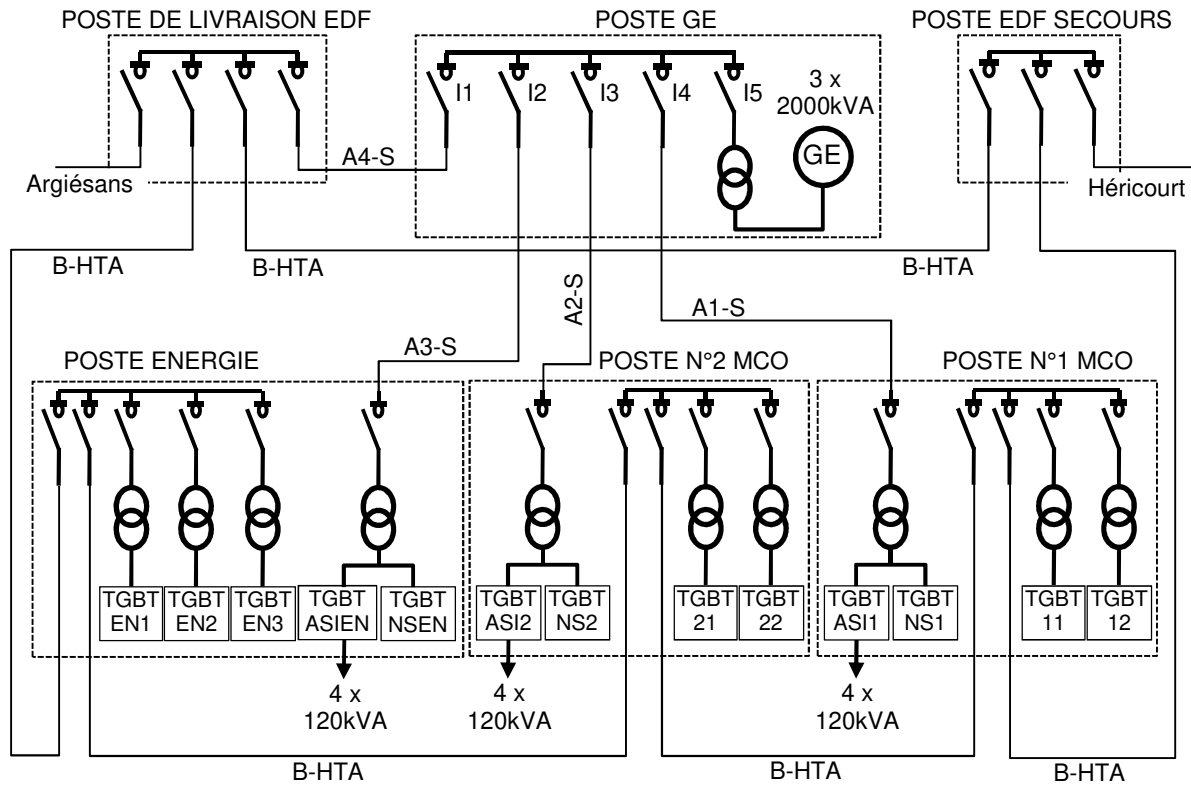 POSTE DE LIVRAISON EDF
POSTE GE
POSTE EDF SECOURS
I1
I2
I3
I4
I5
3 x
2000kVA
GE
A4-S
Argiésans
Héricourt
B-HTA
B-HTA
B-HTA
A2-S
A1-S
A3-S
POSTE ENERGIE
POSTE N°2 MCO
POSTE N°1 MCO
TGBT
EN1
TGBT
EN2
TGBT
EN3
TGBT
ASIEN
TGBT
NSEN
TGBT
ASI2
TGBT
NS2
TGBT
21
TGBT
22
TGBT
ASI1
TGBT
NS1
TGBT
11
TGBT
12
4 x
120kVA
4 x
120kVA
4 x
120kVA
B-HTA
B-HTA
B-HTA